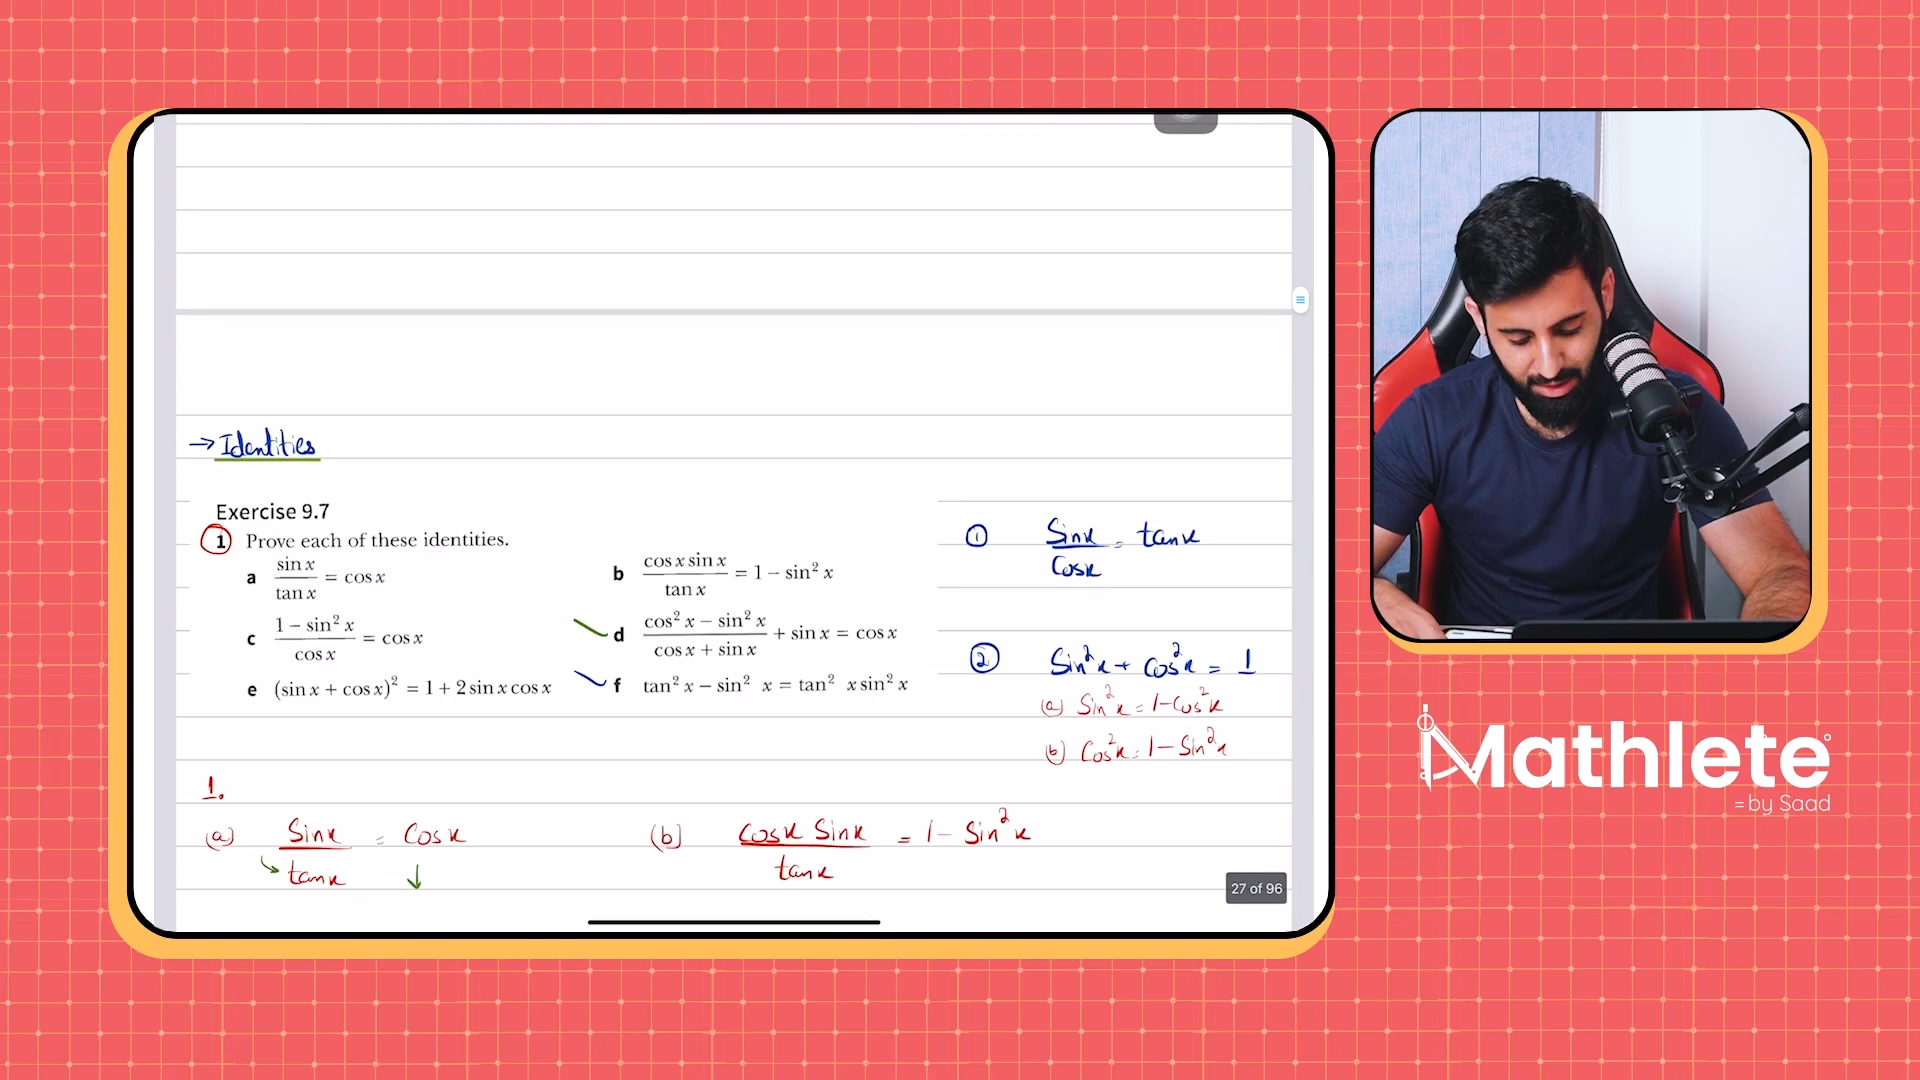 → Identities
Exercise 9.7
1 Prove each of these identities.
a sin x / tan x = cos x
b cos x sin x / tan x = 1 – sin² x
c 1 – sin² x / cos x = cos x
d cos² x – sin² x / cos x + sin x + sin x = cos x
e (sin x + cos x)² = 1 + 2 sin x cos x
f tan² x – sin² x = tan² x sin² x
① Sinx / Cosx = tanx
② Sin²x + Cos²x = 1
(a) Sin²x = 1-Cos²x
(b) Cos²x = 1-Sin²x
1.
(a) Sinx / tanx = Cosx
(b) Cosx Sinx / tanx = 1- Sin²x
27 of 96
Mathlete
=by Saad